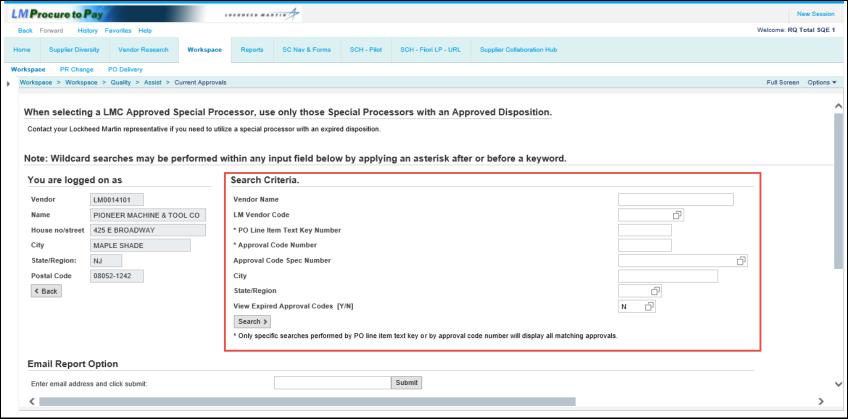 LM Procure to Pay
LOCKHEED MARTIN
New Session
Back Forward History Favorites Help
Welcome: RQ Total SQE 1
Home Supplier Diversity Vendor Research Workspace Reports SC Nav & Forms SCH - Pilot SCH - Fiori LP - URL Supplier Collaboration Hub
Workspace PR Change PO Delivery
Workspace > Workspace > Quality > Assist > Current Approvals
Full Screen Options
When selecting a LMC Approved Special Processor, use only those Special Processors with an Approved Disposition.
Contact your Lockheed Martin representative if you need to utilize a special processor with an expired disposition.
Note: Wildcard searches may be performed within any input field below by applying an asterisk after or before a keyword.
You are logged on as
Vendor LM0014101
Name PIONEER MACHINE & TOOL CO
House no/street 425 E BROADWAY
City MAPLE SHADE
State/Region: NJ
Postal Code 08052-1242
< Back
Search Criteria.
Vendor Name
LM Vendor Code
* PO Line Item Text Key Number
* Approval Code Number
Approval Code Spec Number
City
State/Region
View Expired Approval Codes [Y/N] N
Search >
* Only specific searches performed by PO line item text key or by approval code number will display all matching approvals.
Email Report Option
Enter email address and click submit: Submit